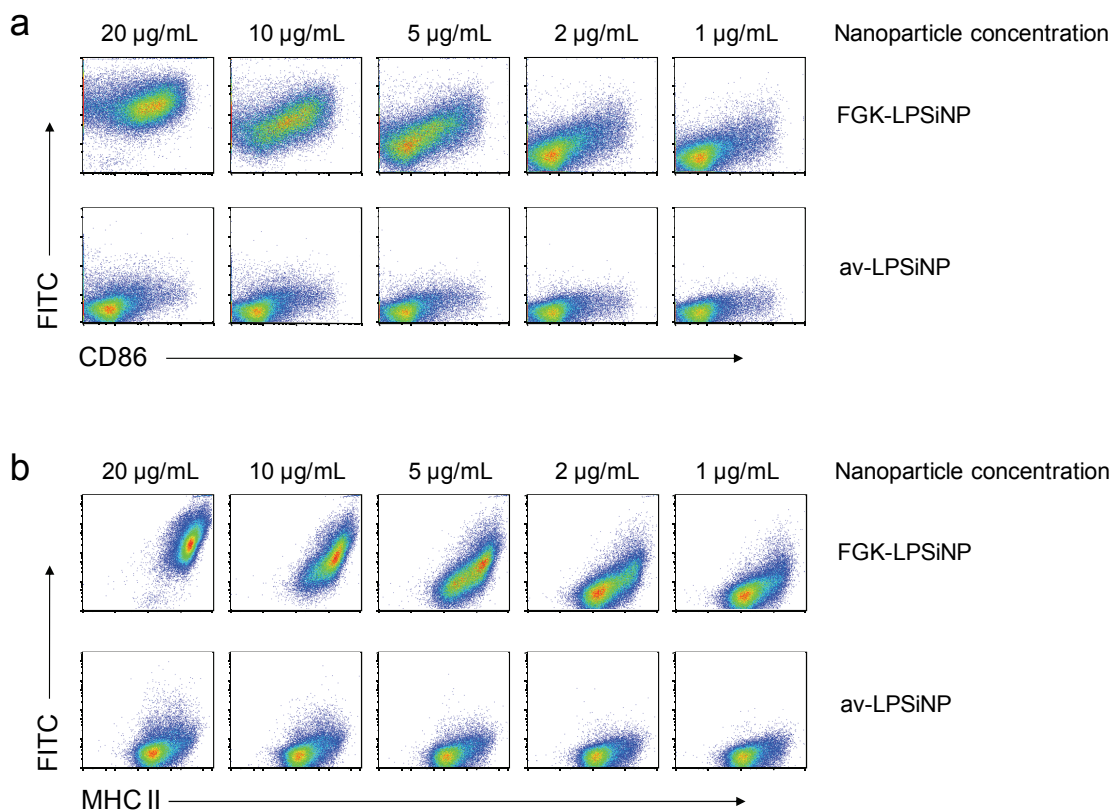 a
20 µg/mL 10 µg/mL 5 µg/mL 2 µg/mL 1 µg/mL Nanoparticle concentration
FGK-LPSiNP
av-LPSiNP
FITC
CD86
b
20 µg/mL 10 µg/mL 5 µg/mL 2 µg/mL 1 µg/mL Nanoparticle concentration
FGK-LPSiNP
av-LPSiNP
FITC
MHC II